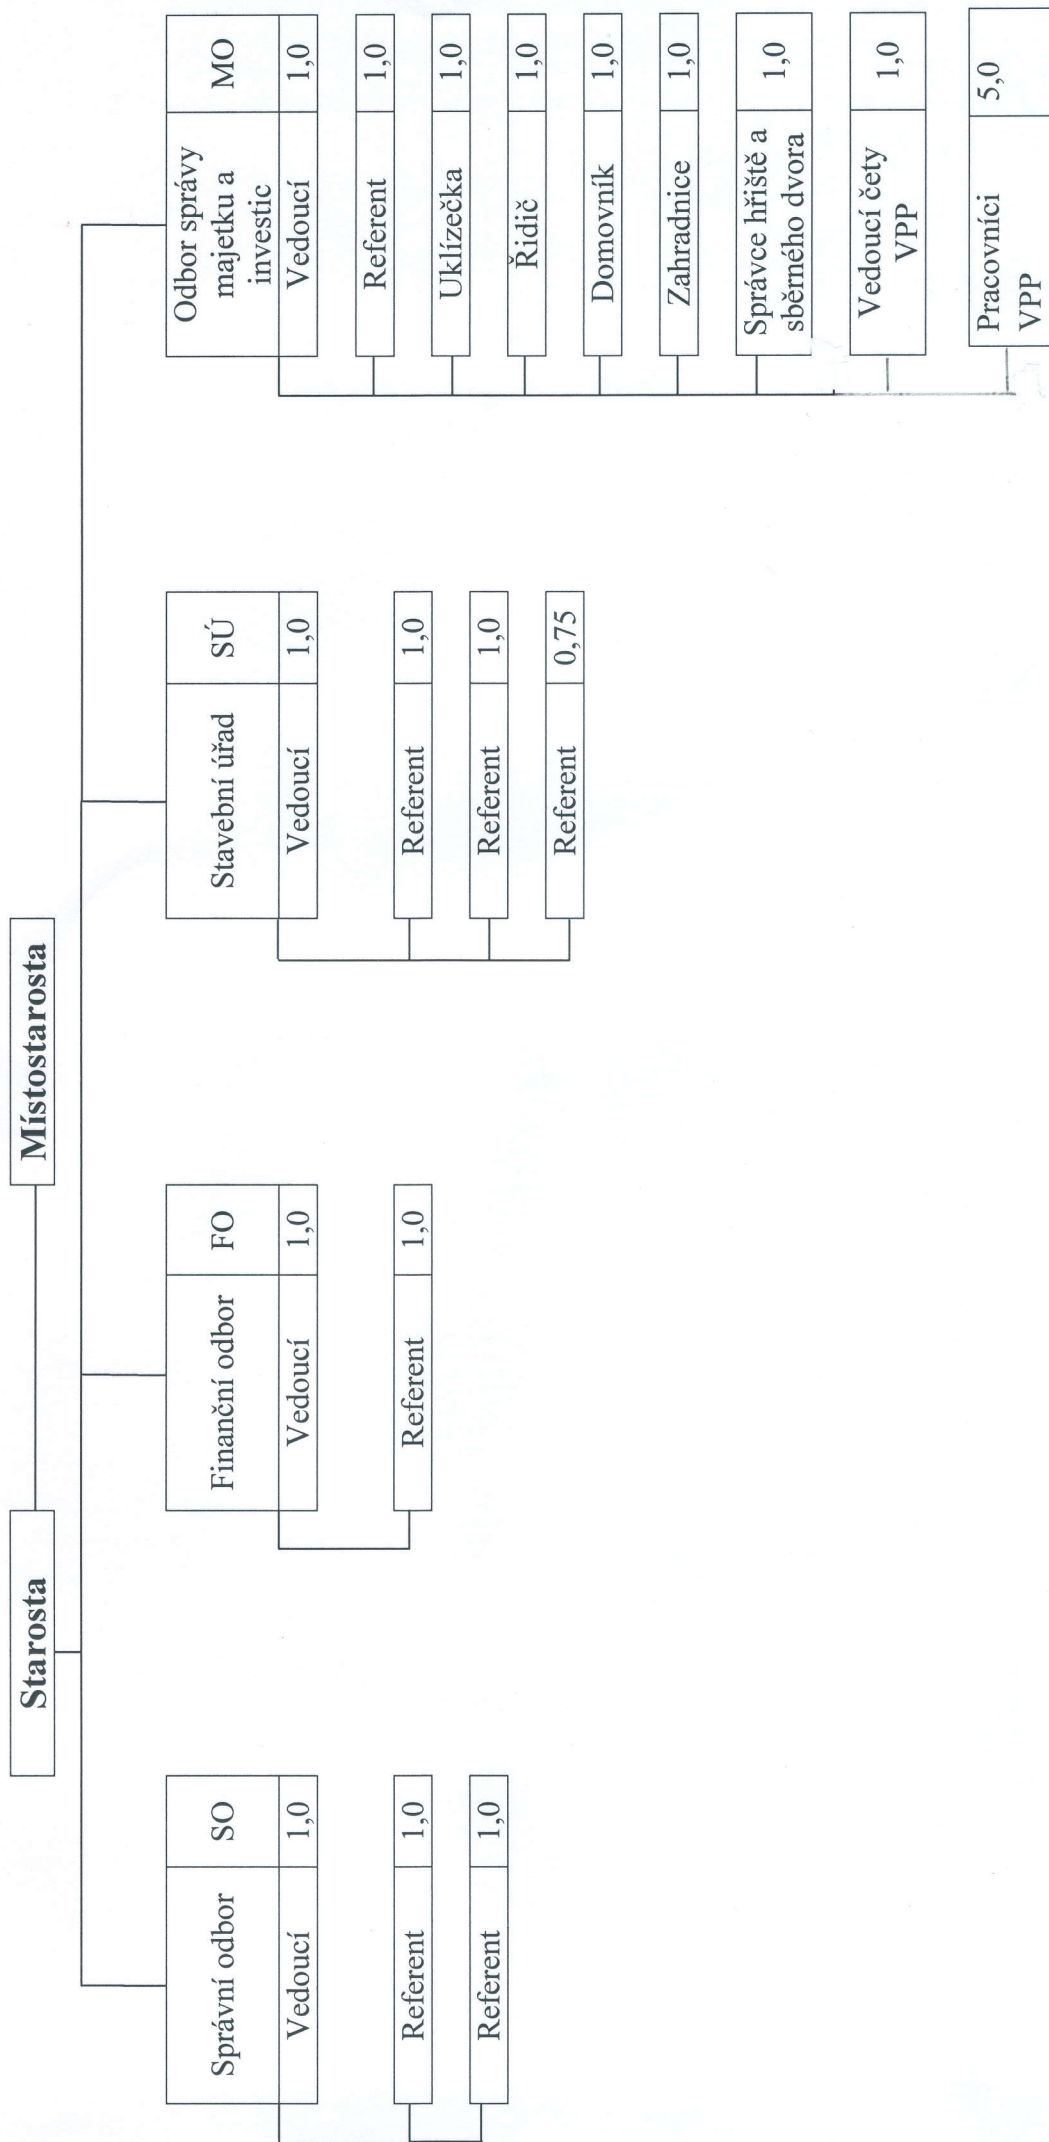 Starosta
Místostarosta
Správní odbor SO
Vedoucí 1,0
Referent 1,0
Referent 1,0
Finanční odbor FO
Vedoucí 1,0
Referent 1,0
Stavební úřad SÚ
Vedoucí 1,0
Referent 1,0
Referent 1,0
Referent 0,75
Odbor správy MO
majetku a
investic
Vedoucí 1,0
Referent 1,0
Uklízečka 1,0
Řidič 1,0
Domovník 1,0
Zahradnice 1,0
Správce hřiště a 1,0
sběrného dvora
Vedoucí čety 1,0
VPP
Pracovníci 5,0
VPP